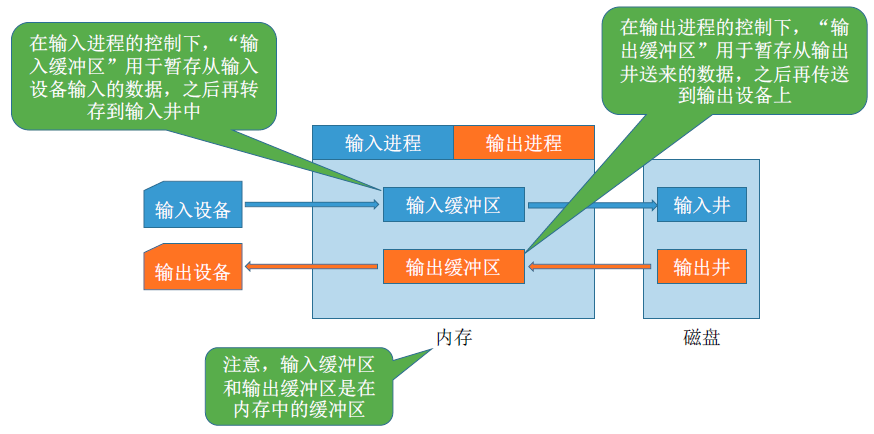 在输入进程的控制下，“输
入缓冲区”用于暂存从输入
设备输入的数据，之后再转
存到输入井中
在输出进程的控制下，“输
出缓冲区”用于暂存从输出
井送来的数据，之后再传送
到输出设备上
输入进程
输出进程
输入设备
输入缓冲区
输入井
输出设备
输出缓冲区
输出井
内存
磁盘
注意，输入缓冲区
和输出缓冲区是在
内存中的缓冲区